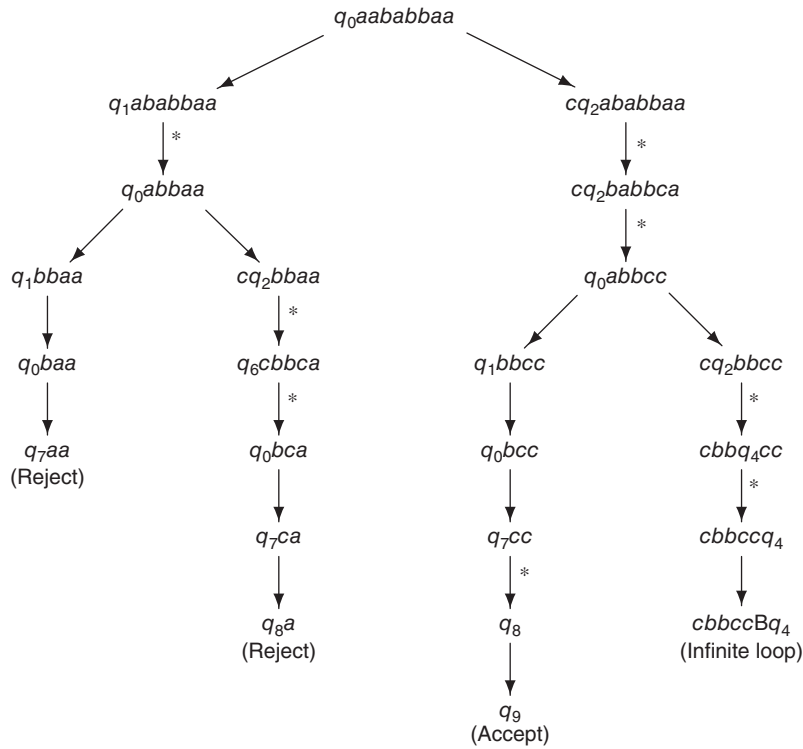 q₀aababbaa
q₁ababbaa cq₂ababbaa
* *
q₀abbaa cq₂babbca
*
q₁bbaa cq₂bbaa q₀abbcc
*
q₀baa q₆cbbca q₁bbcc cq₂bbcc
* *
q₇aa q₀bca q₀bcc cbbq₄cc
(Reject) *
q₇ca q₇cc cbbccq₄
*
q₈a q₈ cbbccBq₄
(Reject) (Infinite loop)
q₉
(Accept)